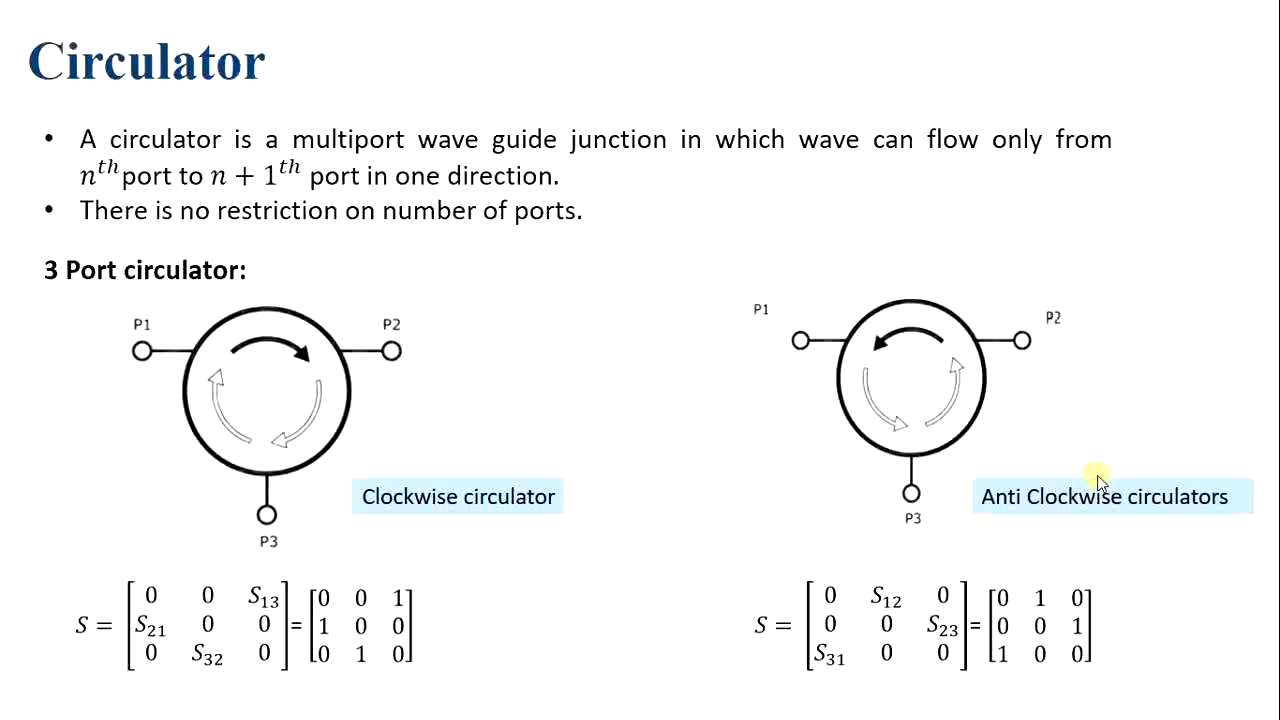 Circulator
• A circulator is a multiport wave guide junction in which wave can flow only from
nᵗʰ port to n + 1ᵗʰ port in one direction.
• There is no restriction on number of ports.
3 Port circulator:
P1
P2
P3
Clockwise circulator
P1
P2
P3
Anti Clockwise circulators
S = [0 0 S₁₃
S₂₁ 0 0
0 S₃₂ 0] = [0 0 1
1 0 0
0 1 0]
S = [0 S₁₂ 0
0 0 S₂₃
S₃₁ 0 0] = [0 1 0
0 0 1
1 0 0]